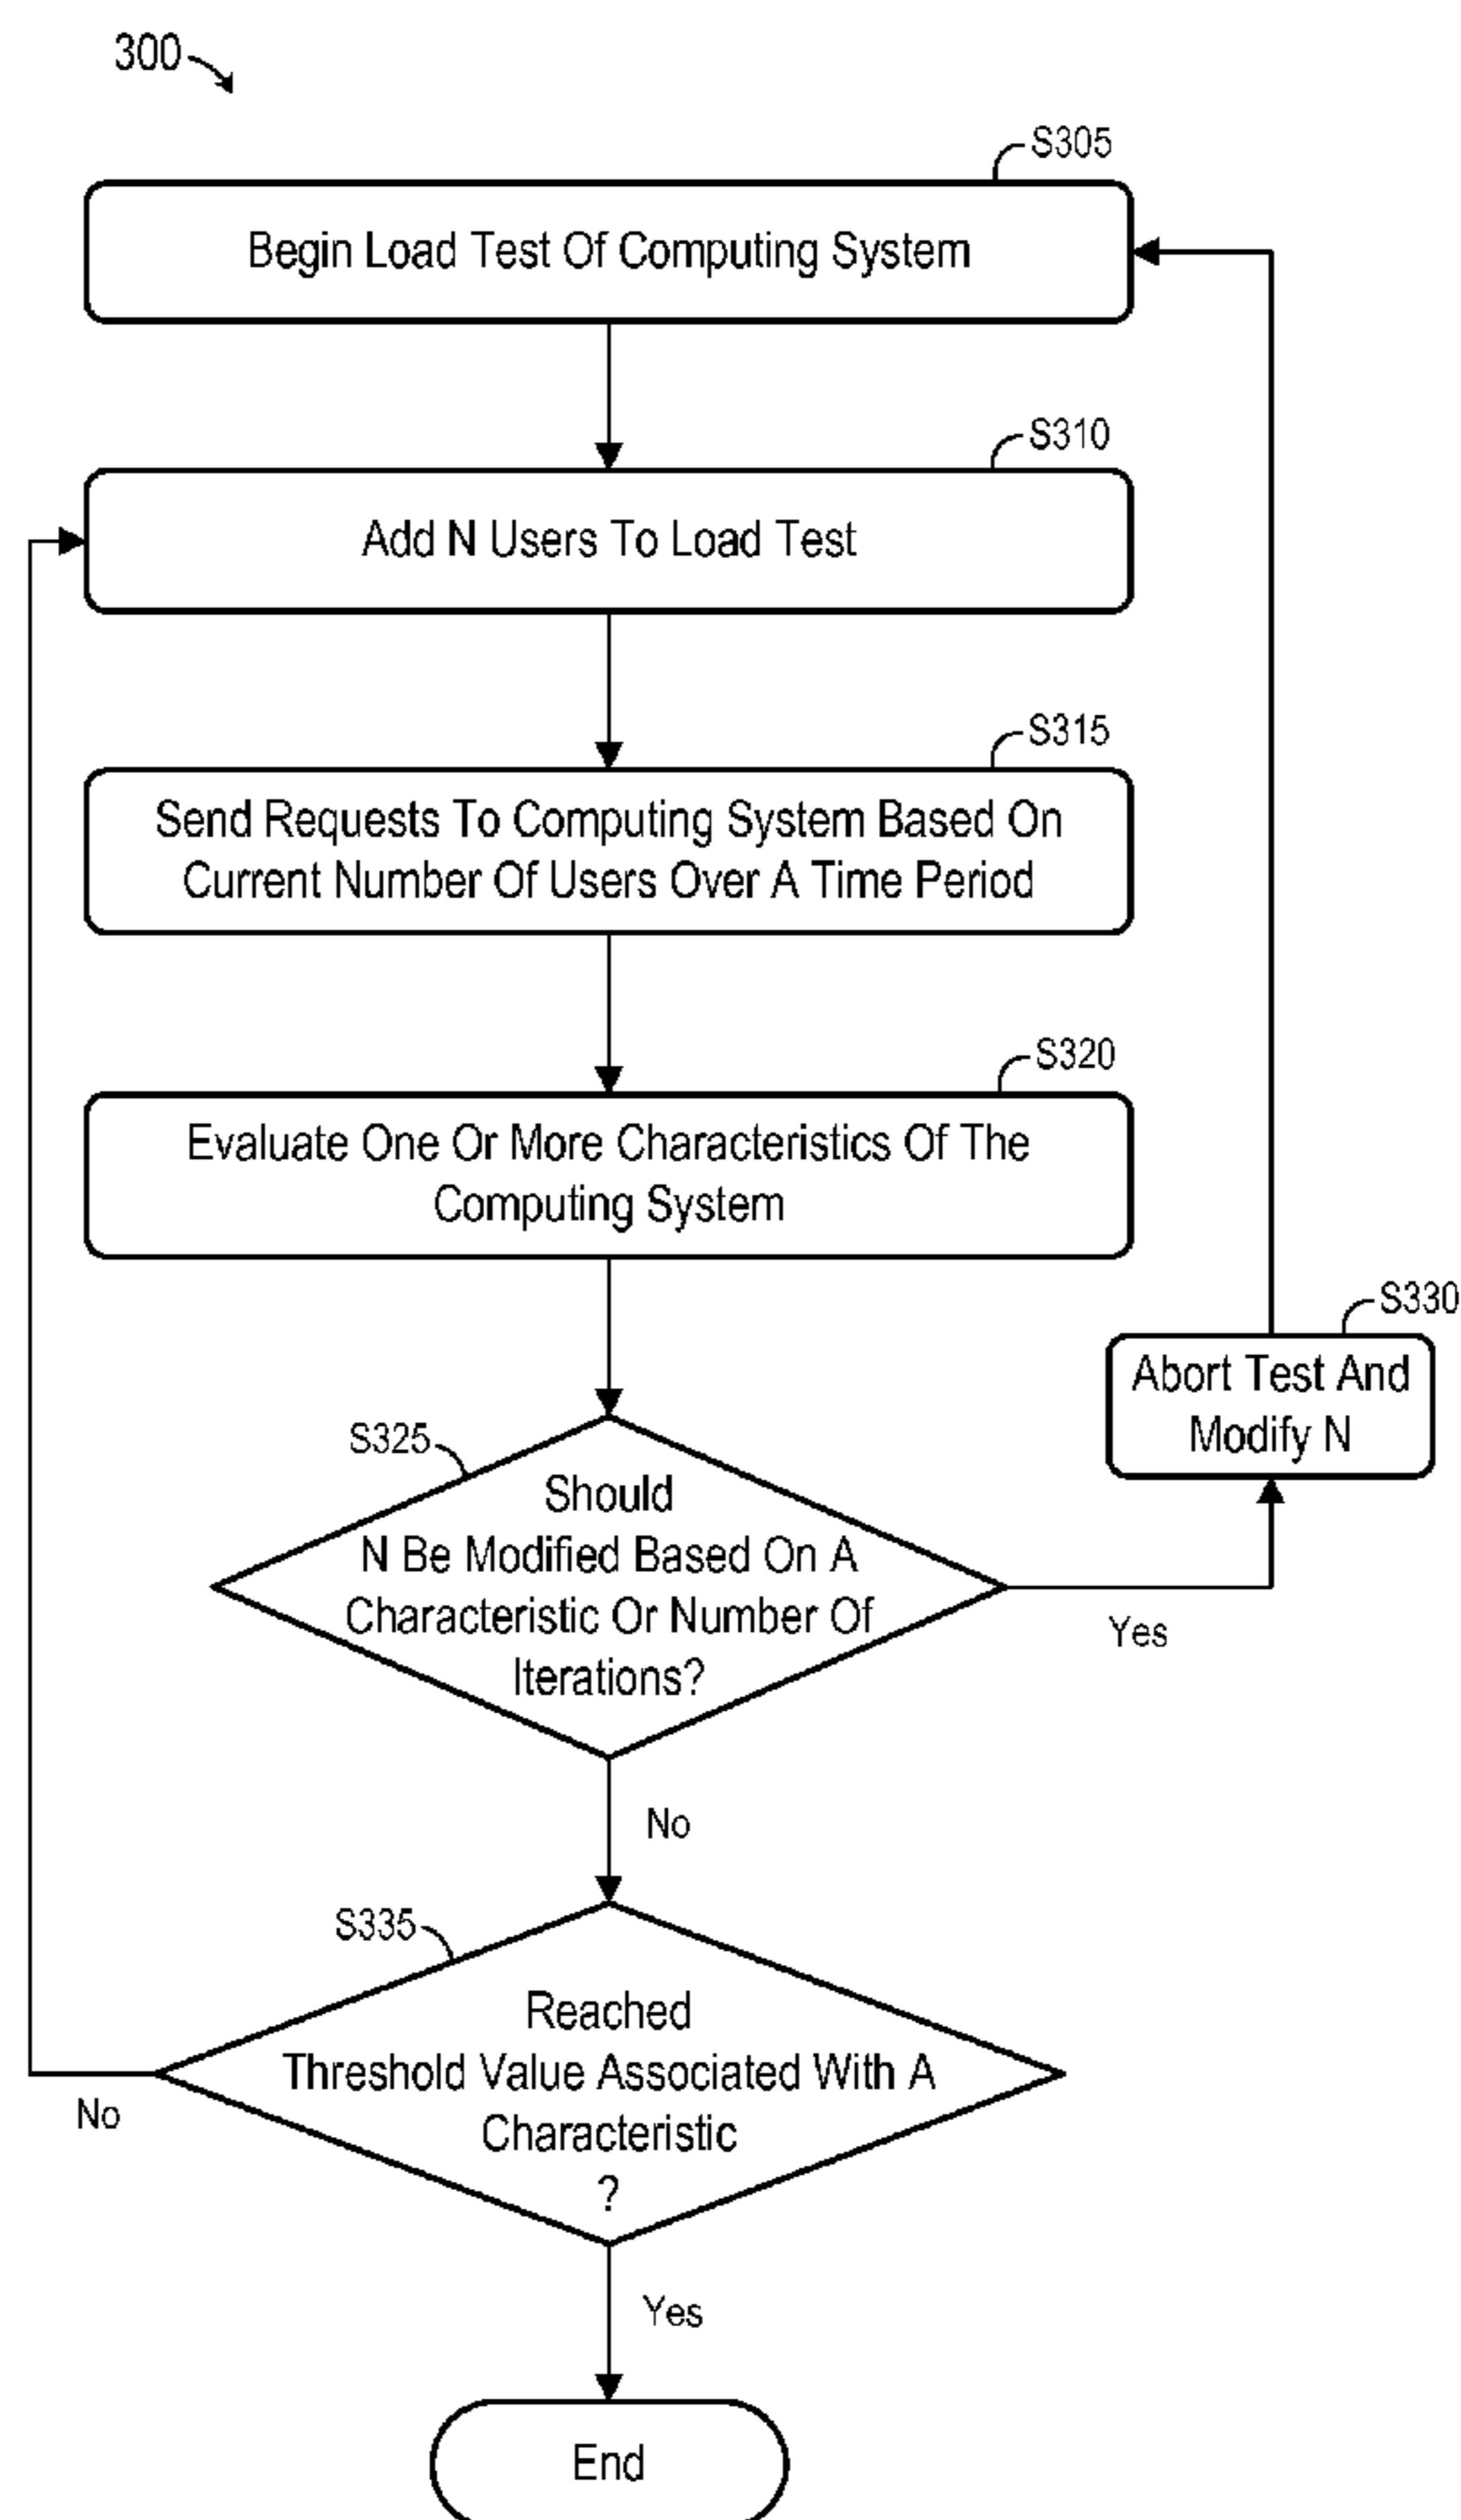 300
S305
Begin Load Test Of Computing System
S310
Add N Users To Load Test
S315
Send Requests To Computing System Based On
Current Number Of Users Over A Time Period
S320
Evaluate One Or More Characteristics Of The
Computing System
S330
Abort Test And
Modify N
S325
Should
N Be Modified Based On A
Characteristic Or Number Of
Iterations?
Yes
No
S335
Reached
Threshold Value Associated With A
Characteristic
?
No
Yes
End